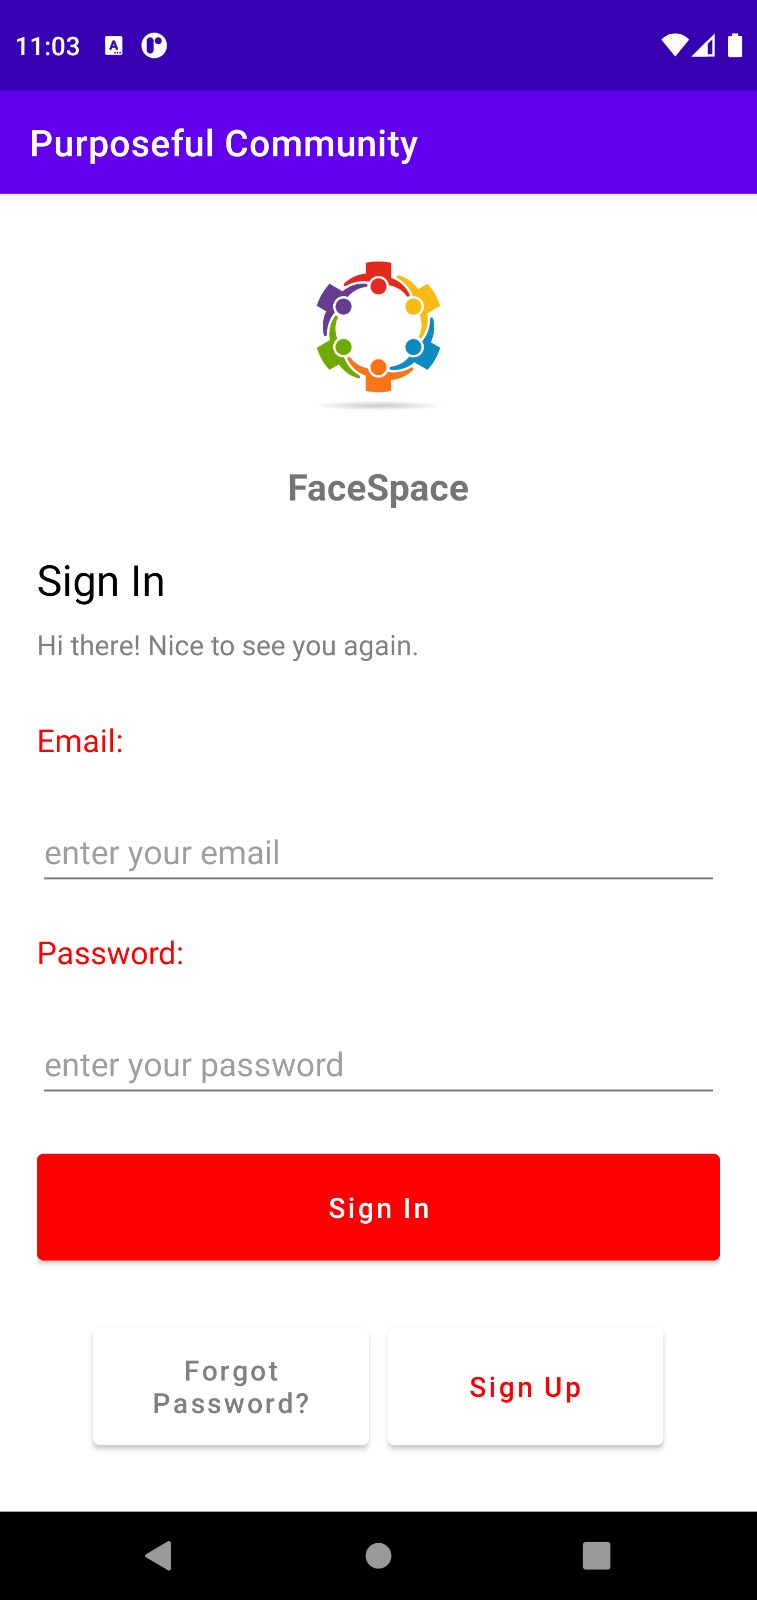 11:03
Purposeful Community
FaceSpace
Sign In
Hi there! Nice to see you again.
Email:
enter your email
Password:
enter your password
Sign In
Forgot
Password?
Sign Up